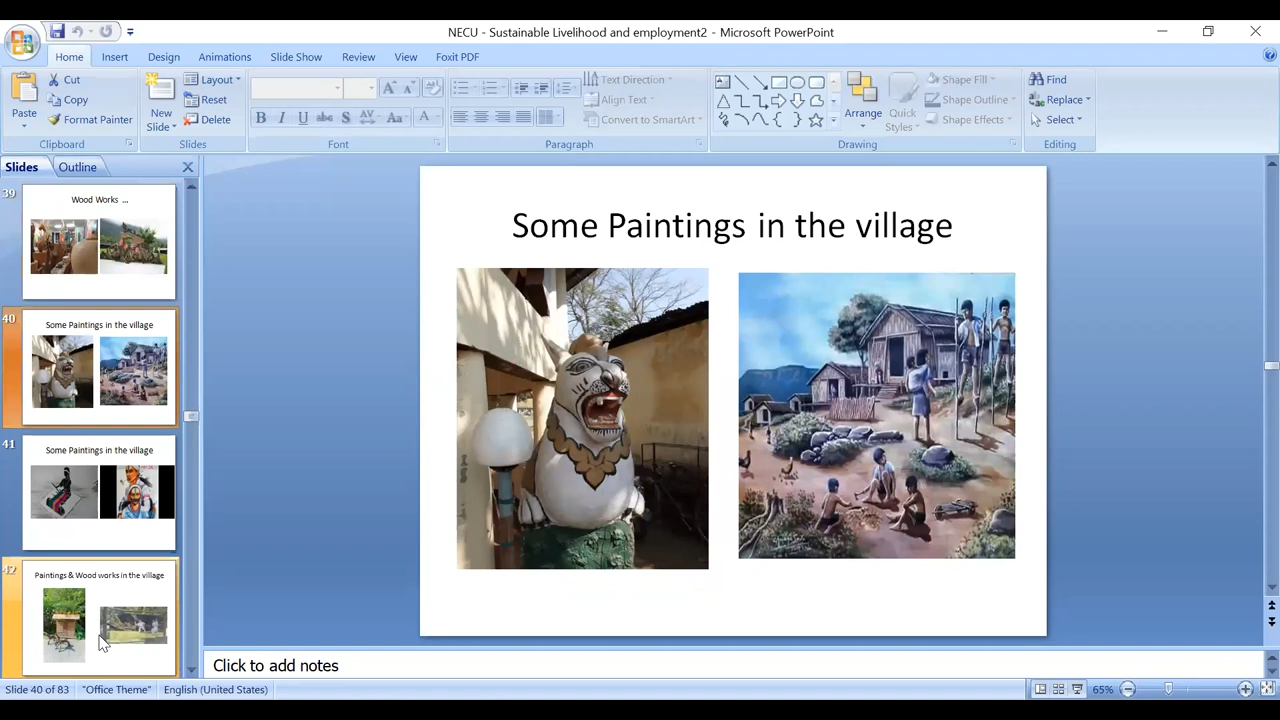 NECU - Sustainable Livelihood and employment2 - Microsoft PowerPoint
Home Insert Design Animations Slide Show Review View Foxit PDF
Paste
Cut
Copy
Format Painter
Clipboard
New Slide
Layout
Reset
Delete
Slides
B I U abc S AV Aa A
Font
Text Direction
Align Text
Convert to SmartArt
Paragraph
Arrange
Quick Styles
Shape Fill
Shape Outline
Shape Effects
Drawing
Find
Replace
Select
Editing
Slides Outline
39
Wood Works ...
40
Some Paintings in the village
41
Some Paintings in the village
42
Paintings & Wood works in the village
Some Paintings in the village
Click to add notes
Slide 40 of 83 "Office Theme" English (United States) 65%